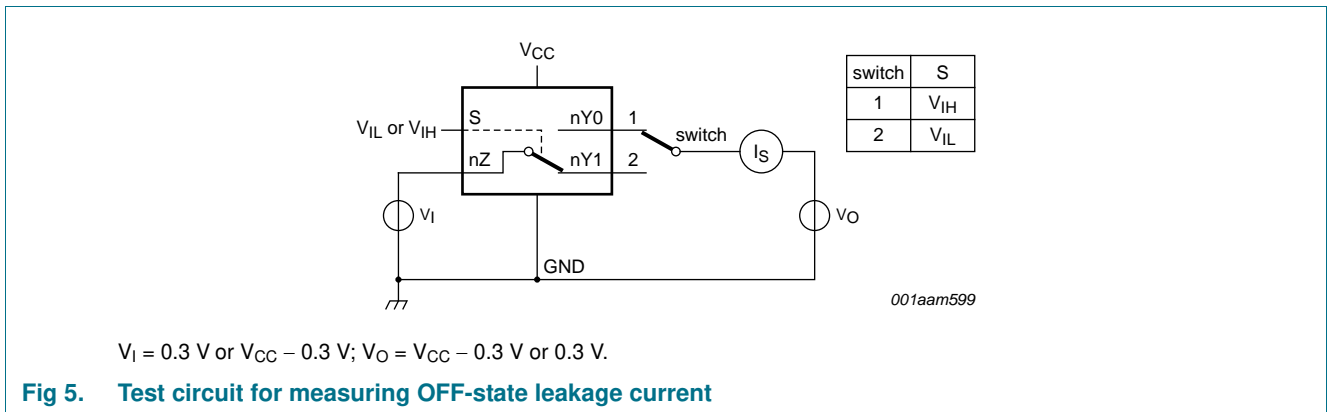 VCC
switch S
1 VIH
2 VIL
VIL or VIH
S
nY0
1
switch
nZ
nY1
2
IS
VI
VO
GND
001aam599
VI = 0.3 V or VCC − 0.3 V; VO = VCC − 0.3 V or 0.3 V.
Fig 5. Test circuit for measuring OFF-state leakage current